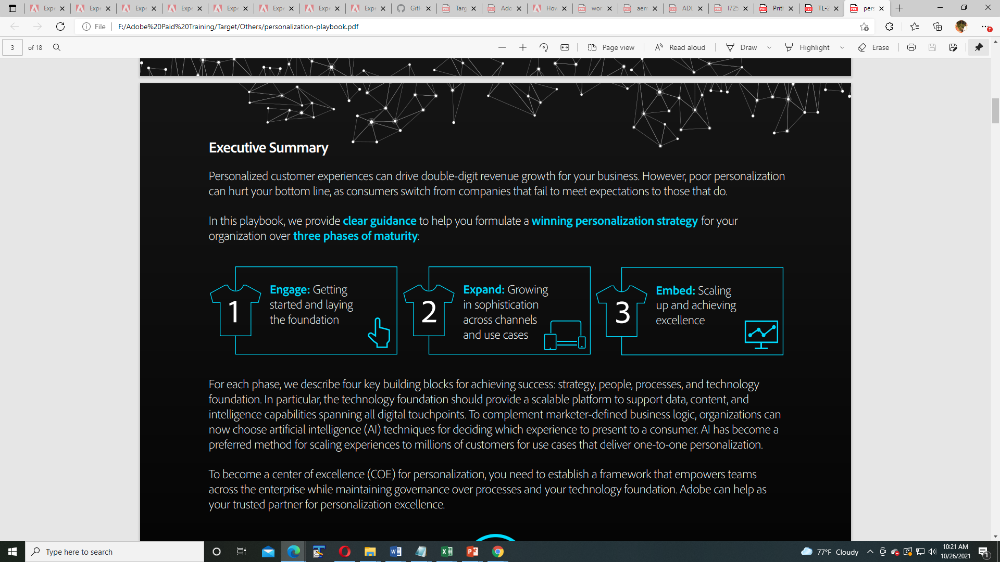 Expe
Expe
Expe
Expe
Expe
Expe
Expe
Expe
Gith
Targ
Ado
How
wor
aem
ADL
I725
Prith
TL-2
pers
File
F:/Adobe%20Paid%20Training/Target/Others/personalization-playbook.pdf
3 of 18
Page view
Read aloud
Draw
Highlight
Erase
Executive Summary
Personalized customer experiences can drive double-digit revenue growth for your business. However, poor personalization
can hurt your bottom line, as consumers switch from companies that fail to meet expectations to those that do.
In this playbook, we provide clear guidance to help you formulate a winning personalization strategy for your
organization over three phases of maturity:
1
Engage: Getting
started and laying
the foundation
2
Expand: Growing
in sophistication
across channels
and use cases
3
Embed: Scaling
up and achieving
excellence
For each phase, we describe four key building blocks for achieving success: strategy, people, processes, and technology
foundation. In particular, the technology foundation should provide a scalable platform to support data, content, and
intelligence capabilities spanning all digital touchpoints. To complement marketer-defined business logic, organizations can
now choose artificial intelligence (AI) techniques for deciding which experience to present to a consumer. AI has become a
preferred method for scaling experiences to millions of customers for use cases that deliver one-to-one personalization.
To become a center of excellence (COE) for personalization, you need to establish a framework that empowers teams
across the enterprise while maintaining governance over processes and your technology foundation. Adobe can help as
your trusted partner for personalization excellence.
Type here to search
77°F Cloudy
10:21 AM
10/26/2021
1